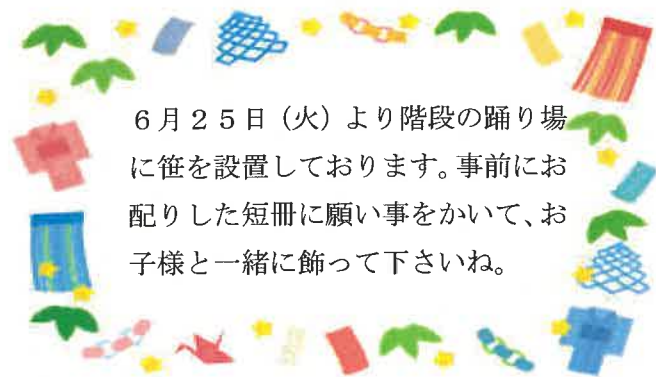 ６月２５日（火）より階段の踊り場
に笹を設置しております。事前にお
配りした短冊に願い事をかいて、お
子様と一緒に飾って下さいね。